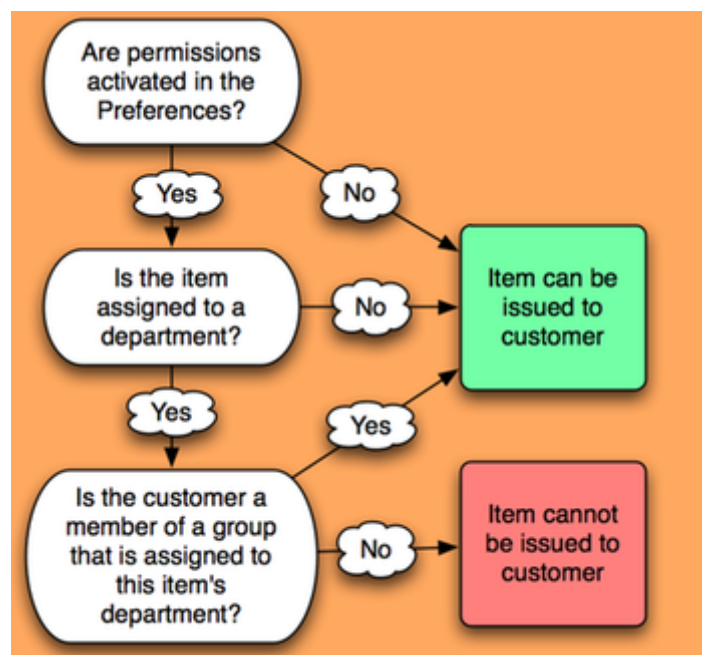 Are permissions
activated in the
Preferences?
Yes
No
Is the item
assigned to a
department?
No
Item can be
issued to
customer
Yes
Yes
Is the customer a
member of a group
that is assigned to
this item's
department?
No
Item cannot
be issued to
customer